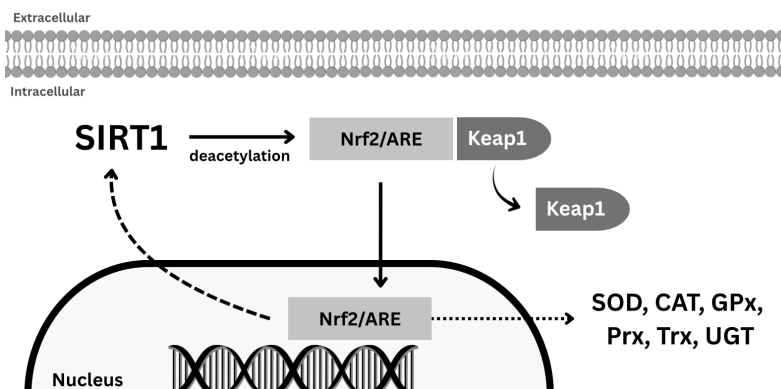 Extracellular
Intracellular
SIRT1
deacetylation
Nrf2/ARE
Keap1
Keap1
Nrf2/ARE
SOD, CAT, GPx,
Prx, Trx, UGT
Nucleus